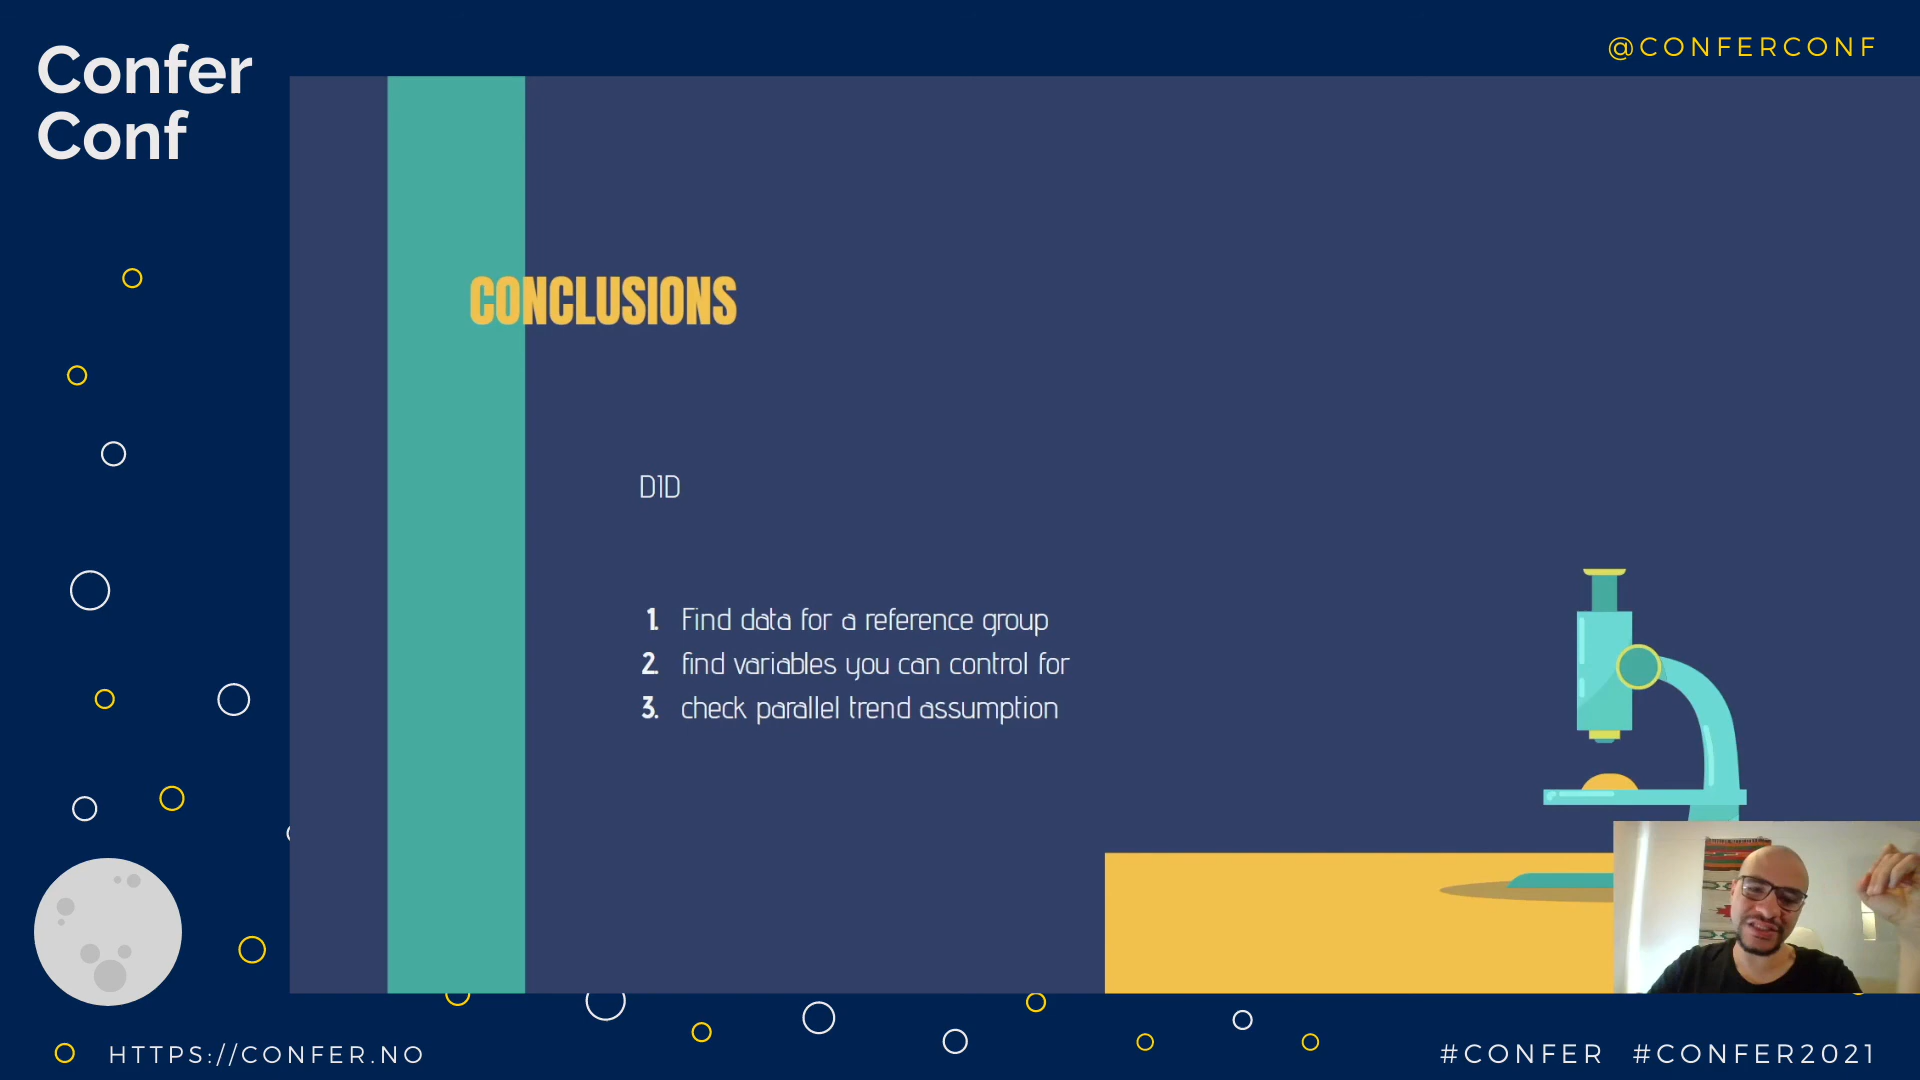 Confer
Conf
@CONFERCONF
CONCLUSIONS
DID
1. Find data for a reference group
2. find variables you can control for
3. check parallel trend assumption
HTTPS://CONFER.NO
#CONFER #CONFER2021